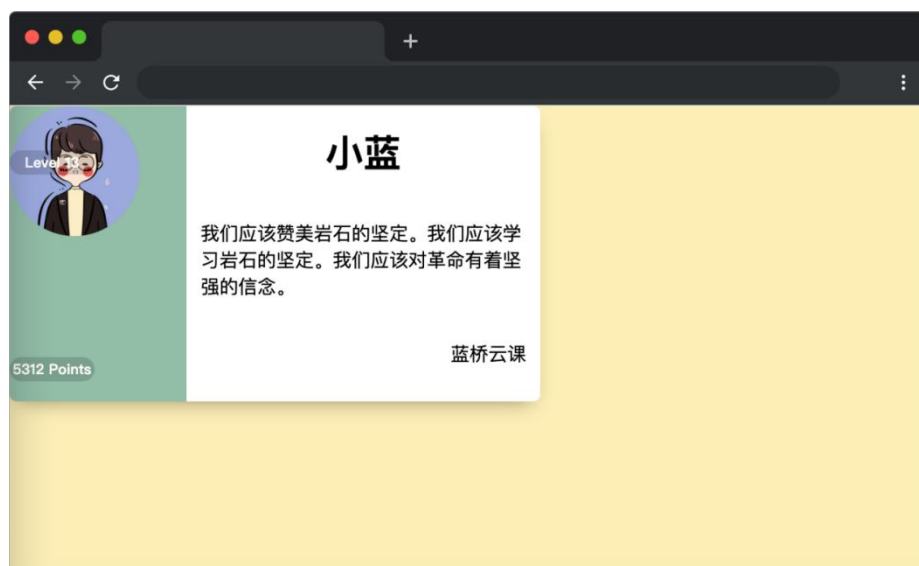 Level 13
小蓝
我们应该赞美岩石的坚定。我们应该学
习岩石的坚定。我们应该对革命有着坚
强的信念。
蓝桥云课
5312 Points